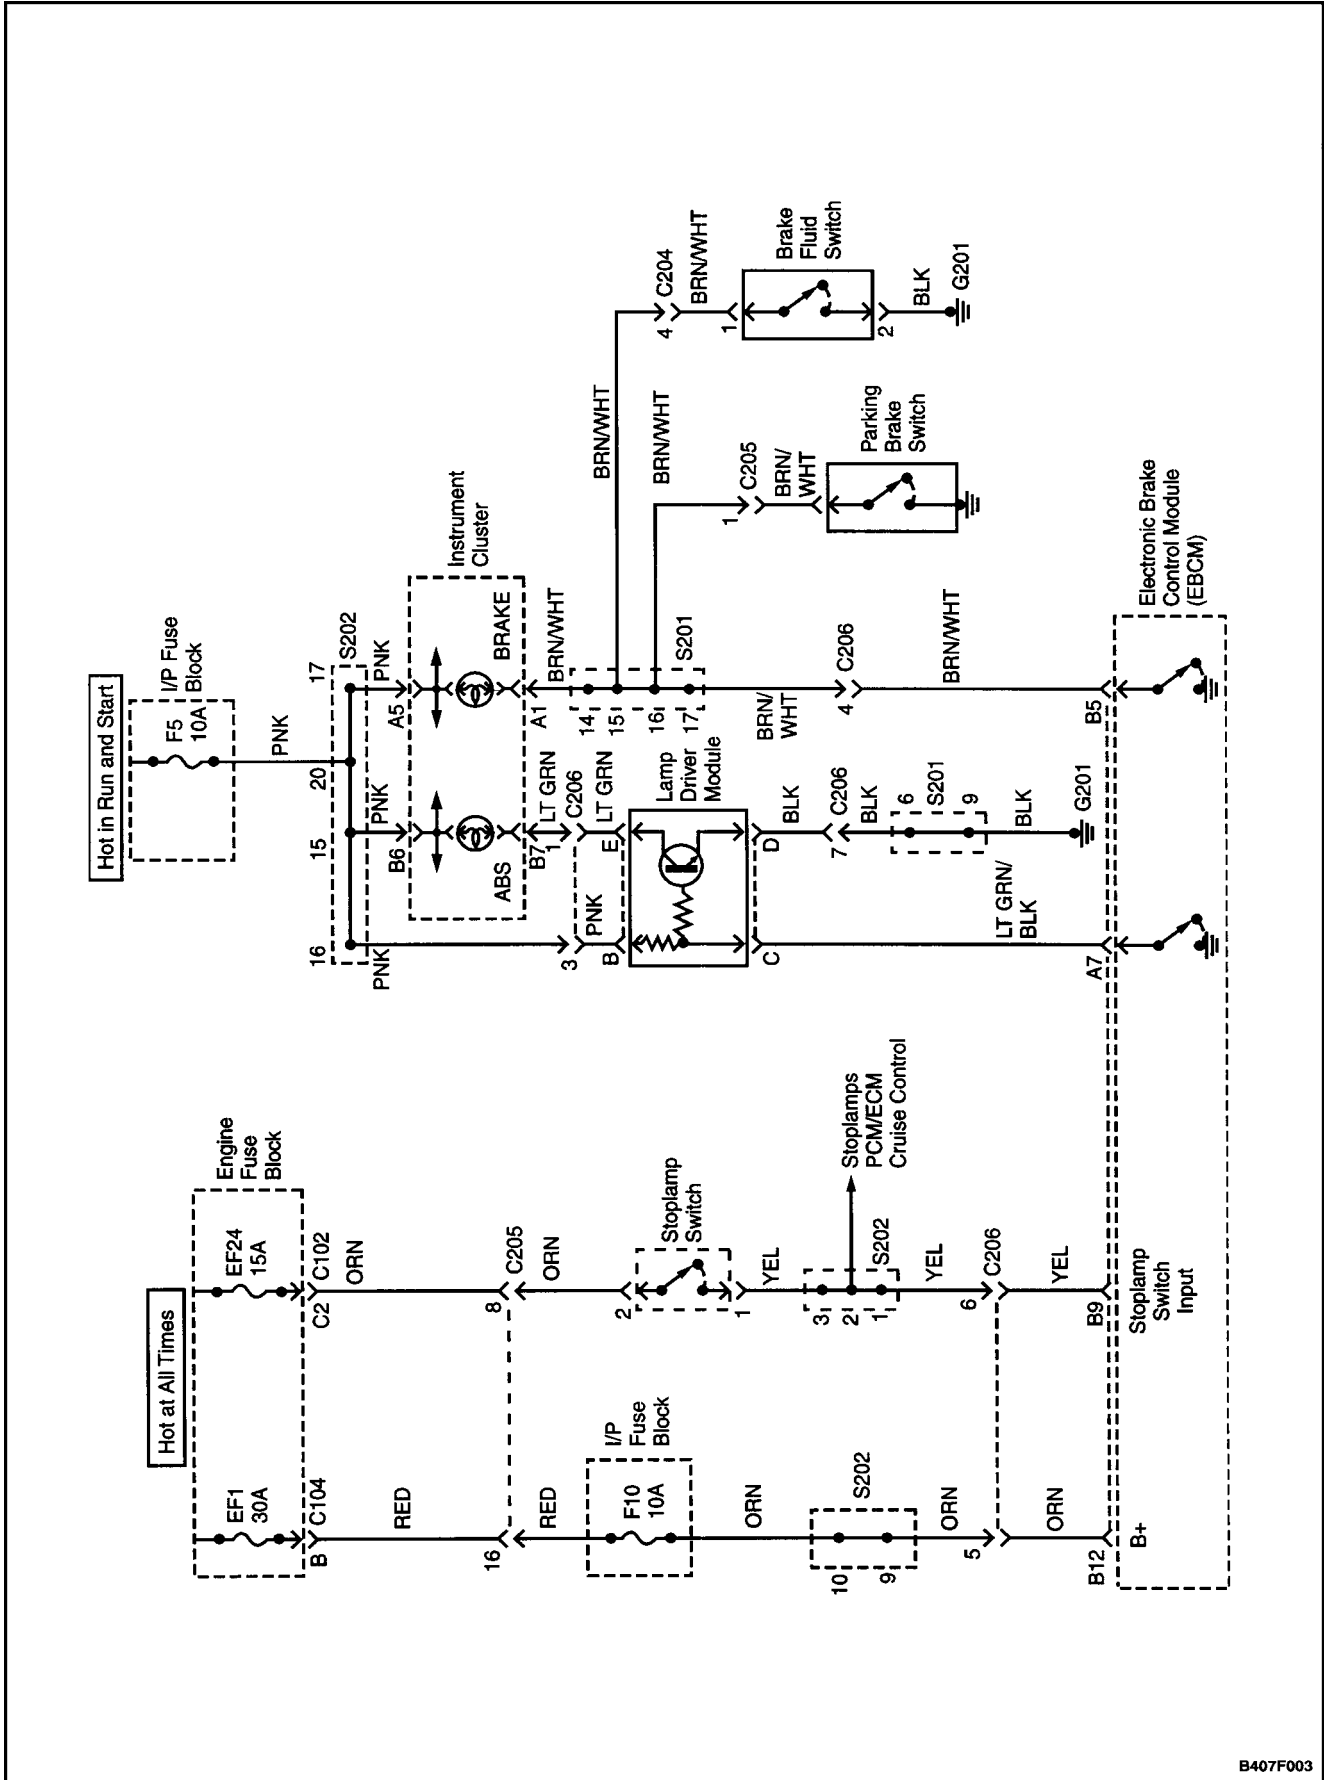 Hot at All Times
Engine
Fuse
Block
EF1
30A
EF24
15A
B
C104
C2
C102
RED
ORN
16
8
C205
RED
ORN
I/P
Fuse
Block
F10
10A
2
Stoplamp
Switch
1
ORN
YEL
10
9
S202
3
2
1
S202
Stoplamps
PCM/ECM
Cruise Control
ORN
YEL
5
6
C206
ORN
YEL
B12
B9
B+
Stoplamp
Switch
Input
Hot in Run and Start
I/P Fuse
Block
F5
10A
PNK
16
15
20
17
S202
PNK
PNK
PNK
B6
A5
Instrument
Cluster
ABS
BRAKE
B7
A1
LT GRN
BRN/WHT
3
1
C206
PNK
LT GRN
B
E
Lamp
Driver
Module
C
D
BLK
7
C206
BLK
6
S201
9
BLK
G201
LT GRN/
BLK
A7
14
15
16
17
S201
BRN/
WHT
4
C206
BRN/WHT
B5
Electronic Brake
Control Module
(EBCM)
BRN/WHT
BRN/WHT
1
C205
BRN/
WHT
Parking
Brake
Switch
4
C204
BRN/WHT
1
Brake
Fluid
Switch
2
BLK
G201
B407F003